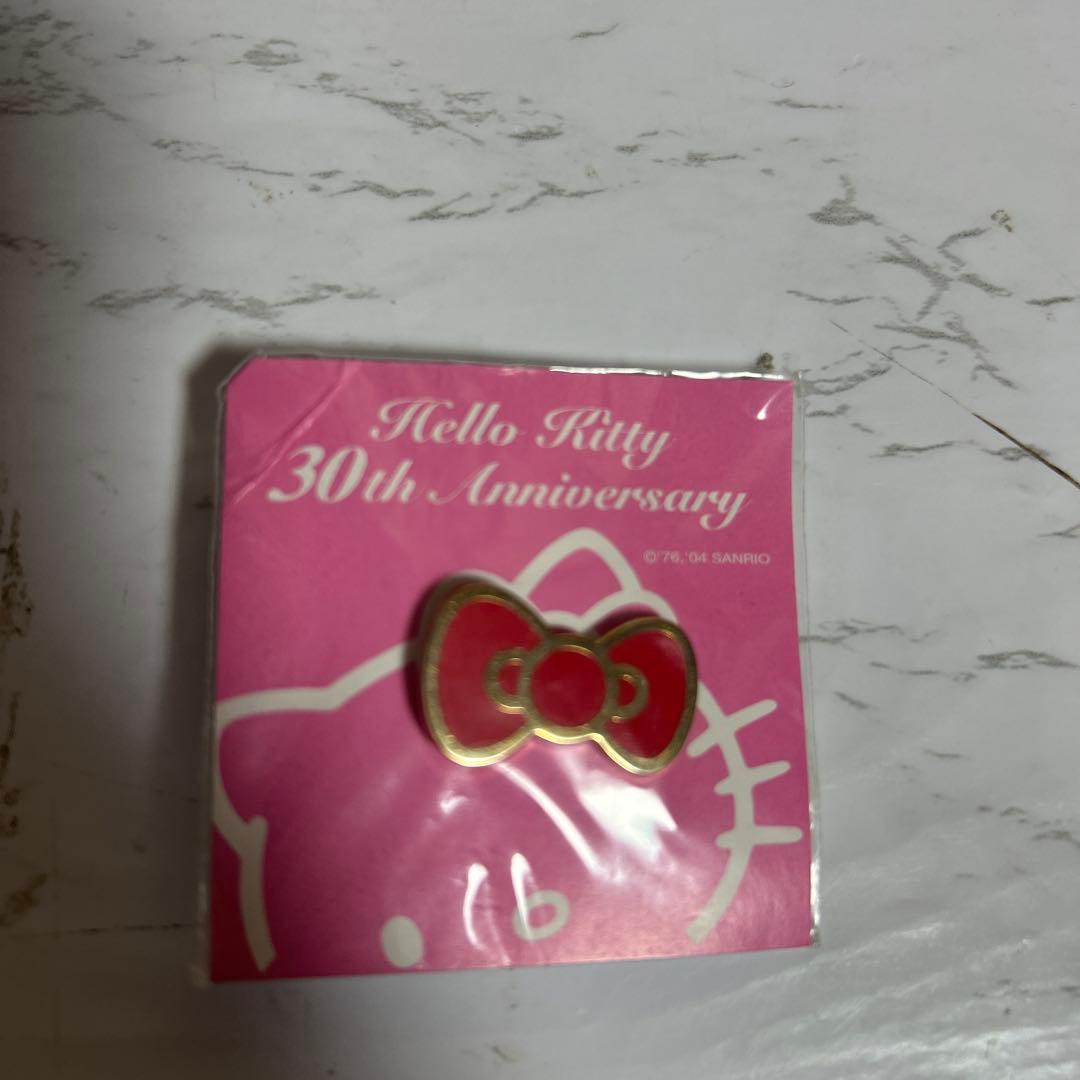 Hello Kitty
30th Anniversary
©'76,'04 SANRIO